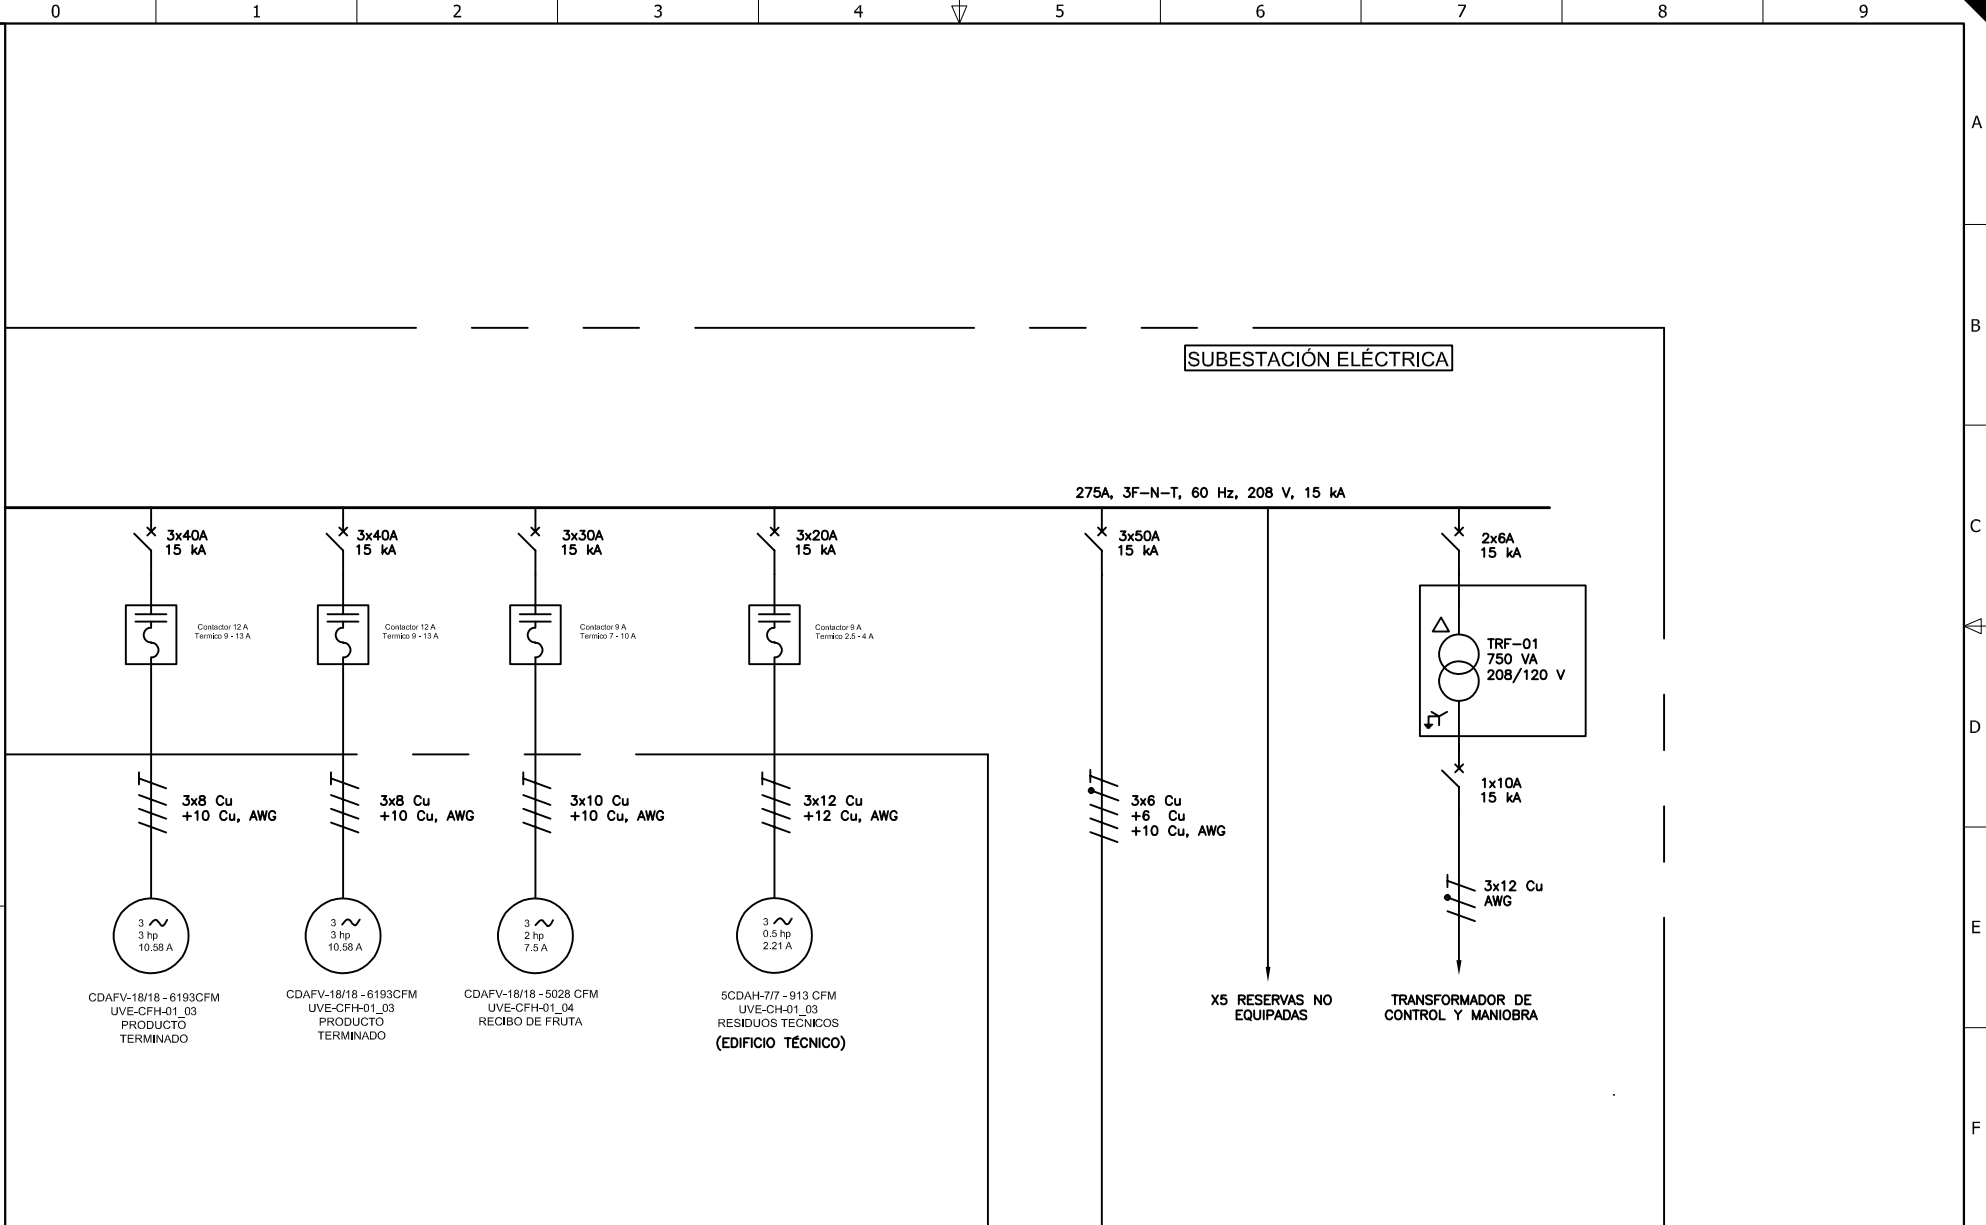 0 1 2 3 4 5 6 7 8 9
A
B
SUBESTACIÓN ELÉCTRICA
275A, 3F-N-T, 60 Hz, 208 V, 15 kA
C
3x40A
15 kA
3x40A
15 kA
3x30A
15 kA
3x20A
15 kA
3x50A
15 kA
2x6A
15 kA
Contactor 12 A
Termico 9 - 13 A
Contactor 12 A
Termico 9 - 13 A
Contactor 9 A
Termico 7 - 10 A
Contactor 9 A
Termico 2.5 - 4 A
TRF-01
750 VA
208/120 V
D
1x10A
15 kA
3x8 Cu
+10 Cu, AWG
3x8 Cu
+10 Cu, AWG
3x10 Cu
+10 Cu, AWG
3x12 Cu
+12 Cu, AWG
3x6 Cu
+6 Cu
+10 Cu, AWG
3x12 Cu
AWG
E
3
3 hp
10.58 A
3
3 hp
10.58 A
3
2 hp
7.5 A
3
0.5 hp
2.21 A
CDAFV-18/18 - 6193CFM
UVE-CFH-01_03
PRODUCTO
TERMINADO
CDAFV-18/18 - 6193CFM
UVE-CFH-01_03
PRODUCTO
TERMINADO
CDAFV-18/18 - 5028 CFM
UVE-CFH-01_04
RECIBO DE FRUTA
5CDAH-7/7 - 913 CFM
UVE-CH-01_03
RESIDUOS TECNICOS
(EDIFICIO TÉCNICO)
X5 RESERVAS NO
EQUIPADAS
TRANSFORMADOR DE
CONTROL Y MANIOBRA
F